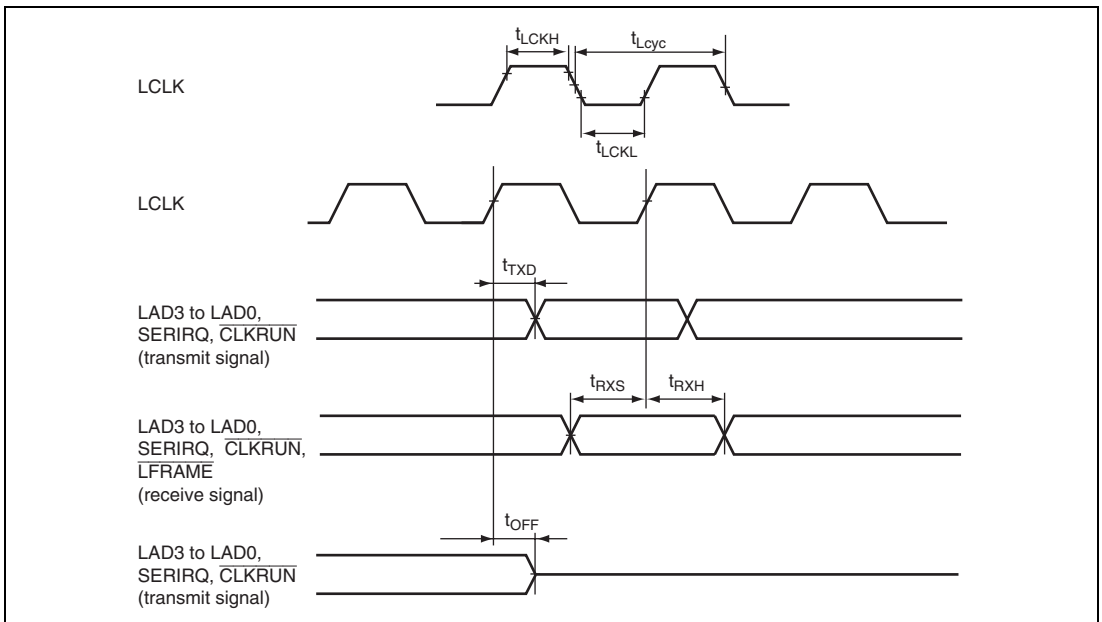 tLCKH
tLcyc
LCLK
tLCKL
LCLK
tTXD
LAD3 to LAD0,
SERIRQ, CLKRUN
(transmit signal)
tRXS
tRXH
LAD3 to LAD0,
SERIRQ, CLKRUN,
LFRAME
(receive signal)
tOFF
LAD3 to LAD0,
SERIRQ, CLKRUN
(transmit signal)